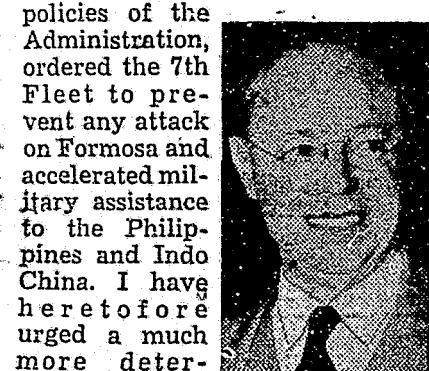 policies of the
Administration,
ordered the 7th
Fleet to pre-
vent any attack
on Formosa and
accelerated mil-
itary assistance
to the Philip-
pines and Indo
China. I have
heretofore
urged a much
more deter-